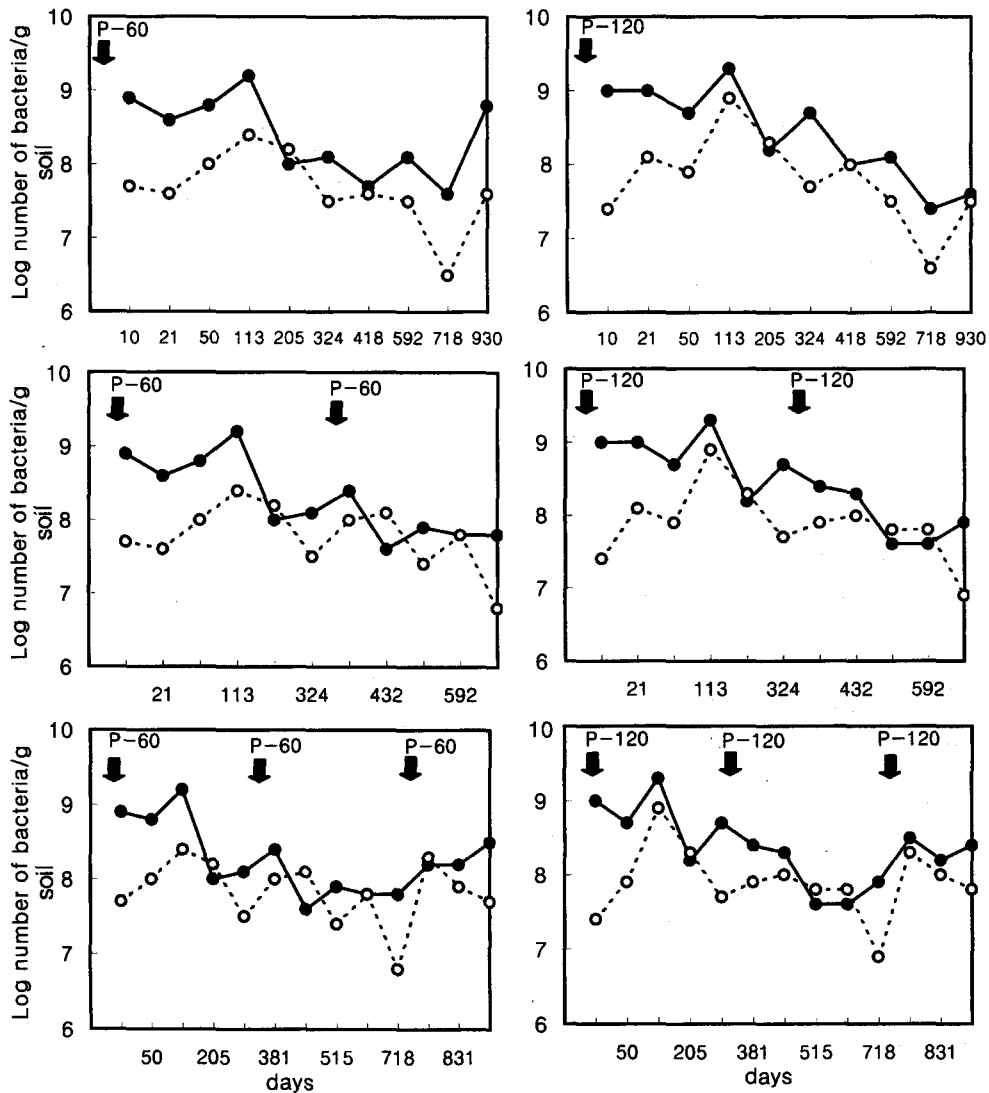 10
P-60
9
8
7
6
Log number of bacteria/g
soil
10 21 50 113 205 324 418 592 718 930
10
P-120
9
8
7
6
10 21 50 113 205 324 418 592 718 930
10
P-60 P-60
9
8
7
6
Log number of bacteria/g
soil
21 113 324 432 592
10
P-120 P-120
9
8
7
6
21 113 324 432 592
10
P-60 P-60 P-60
9
8
7
6
Log number of bacteria/g
soil
50 205 381 515 718 831
days
10
P-120 P-120 P-120
9
8
7
6
50 205 381 515 718 831
days